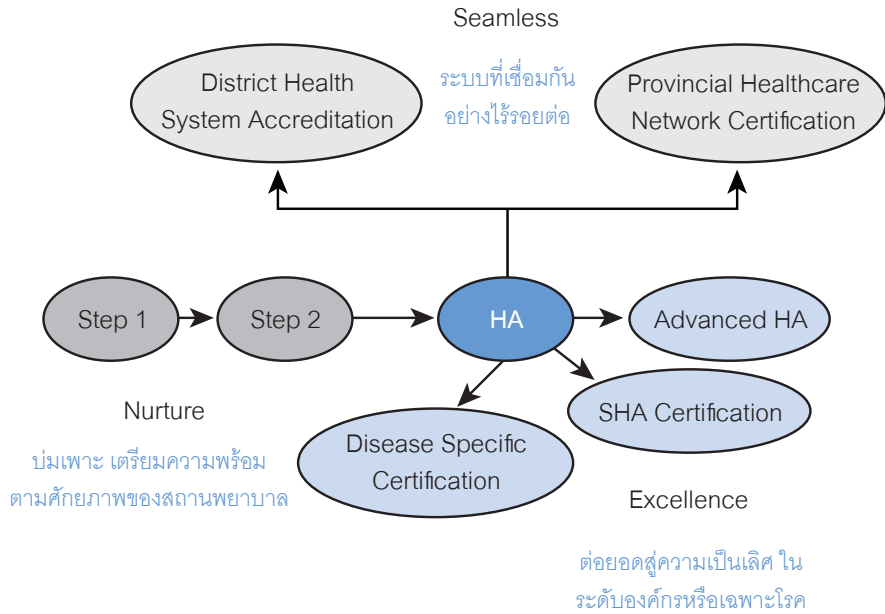 Seamless
District Health
System Accreditation
ระบบที่เชื่อมกัน
อย่างไร้รอยต่อ
Provincial Healthcare
Network Certification
Step 1
Step 2
HA
Advanced HA
Nurture
บ่มเพาะ เตรียมความพร้อม
ตามศักยภาพของสถานพยาบาล
Disease Specific
Certification
SHA Certification
Excellence
ต่อยอดสู่ความเป็นเลิศ ใน
ระดับองค์กรหรือเฉพาะโรค